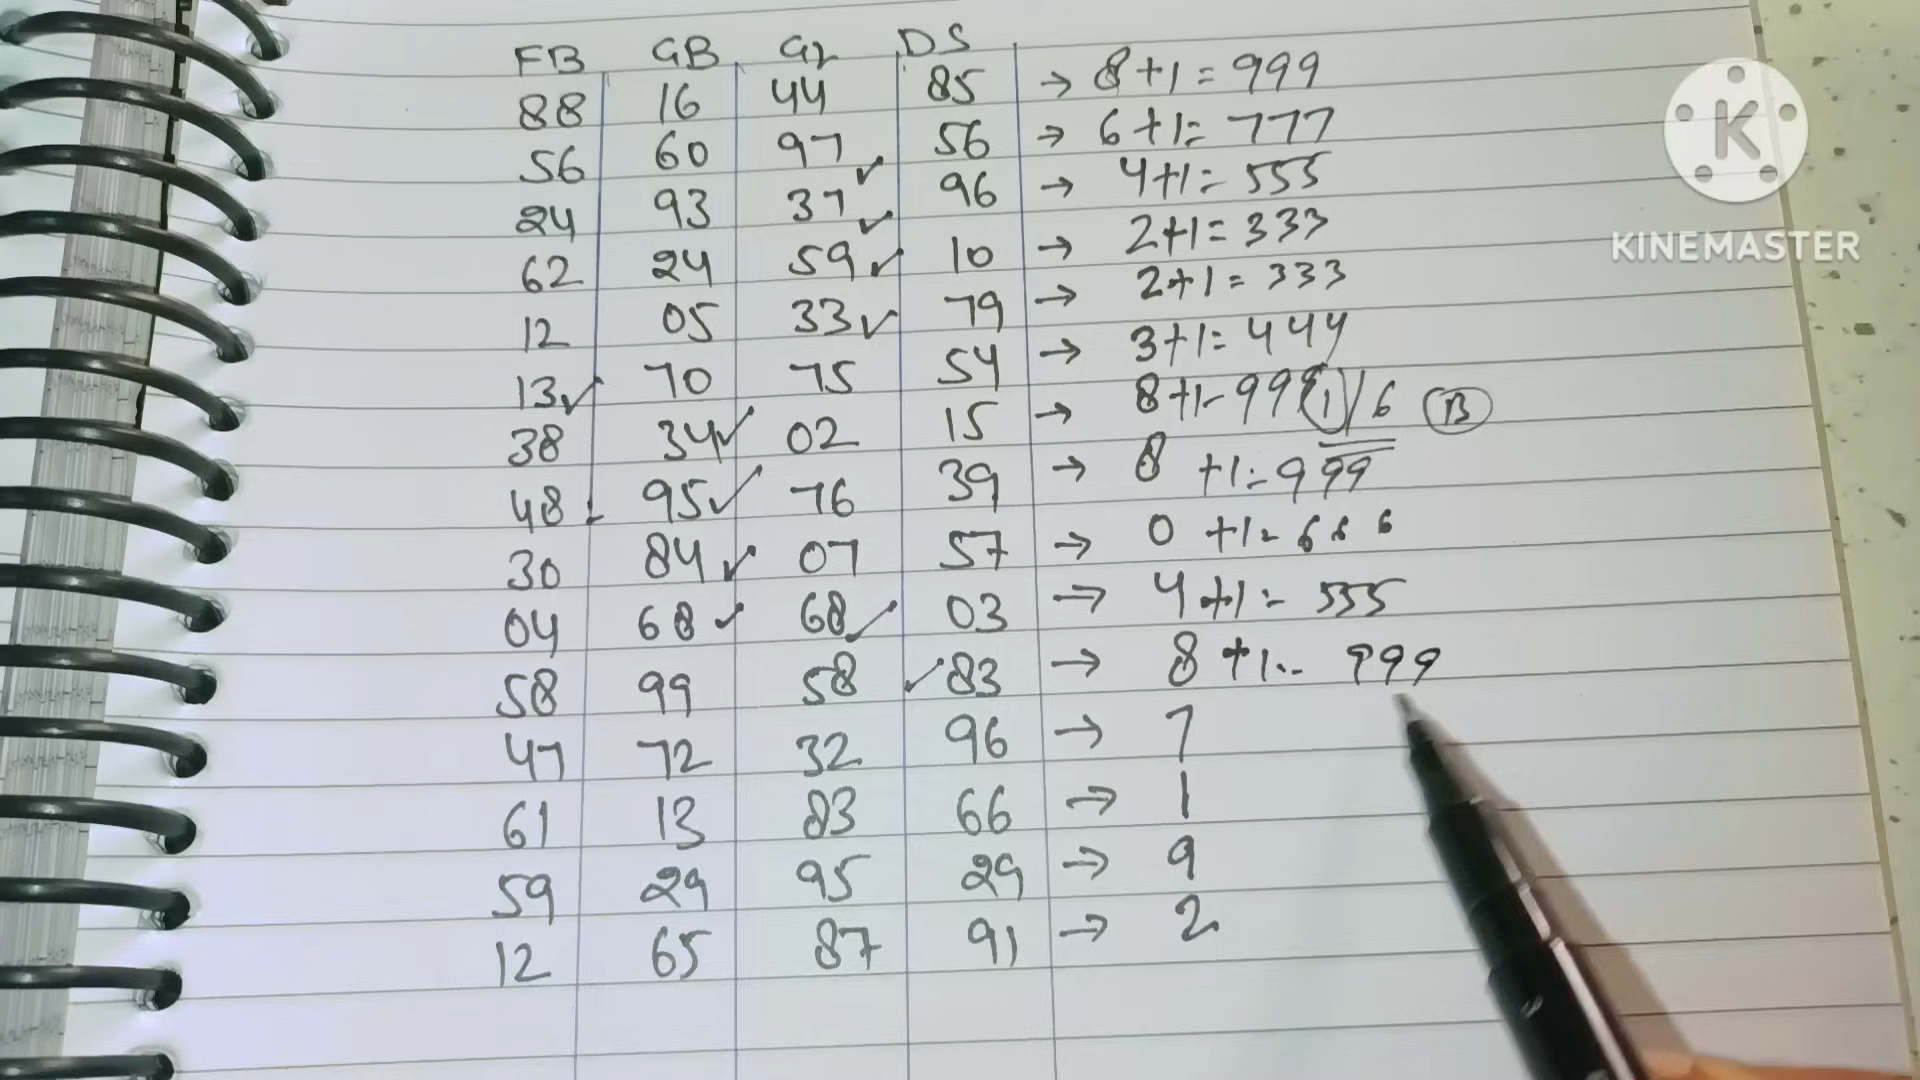 FB GB GL DS
88 16 44 85 → 8+1= 999
56 60 97 56 → 6+1= 777
24 93 37 96 → 4+1= 555
62 24 59 10 → 2+1= 333
12 05 33 79 → 2+1= 333
13 70 75 54 → 3+1= 444
38 34 02 15 → 8+1- 999 1/6 B
48 95 76 39 → 8 +1= 999
30 84 07 57 → 0 +1= 666
04 68 68 03 → 4+1= 555
58 99 58 83 → 8 +1.- 999
47 72 32 96 → 7
61 13 83 66 → 1
59 29 95 29 → 9
12 65 87 91 → 2
K
KINEMASTER